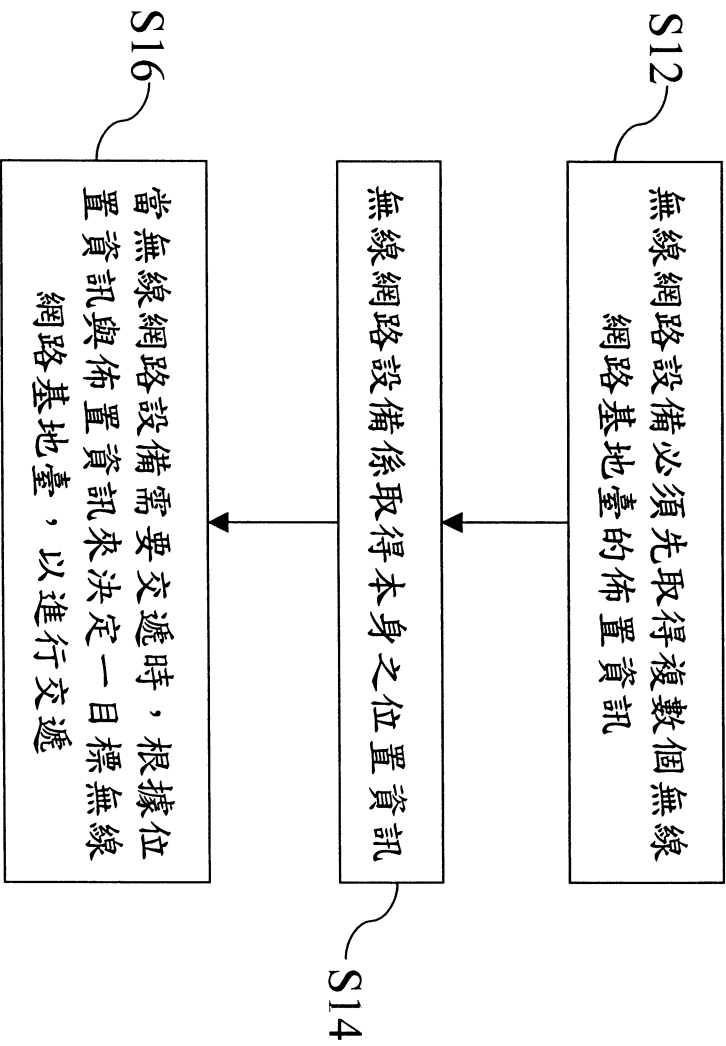 S12
無線網路設備必須先取得複數個無線
網路基地臺的佈置資訊
無線網路設備係取得本身之位置資訊
S14
S16
當無線網路設備需要交遞時，根據位
置資訊與佈置資訊來決定一目標無線
網路基地臺，以進行交遞